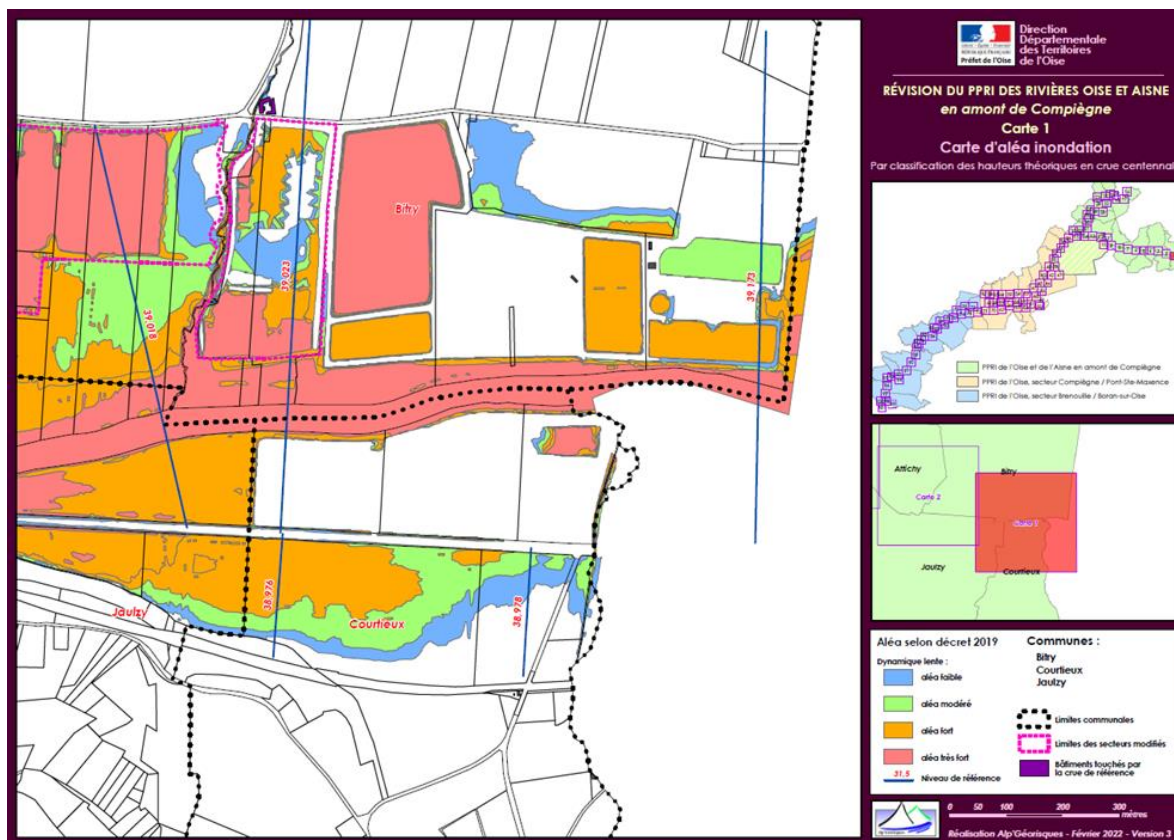 Bitry
39.018
39.023
39.173
38.976
38.978
Jaulzy
Courtieux
Préfet de l'Oise
Direction
Départementale
des Territoires
de l'Oise
RÉVISION DU PPRI DES RIVIÈRES OISE ET AISNE
en amont de Compiègne
Carte 1
Carte d'aléa inondation
Par classification des hauteurs théoriques en crue centennal
PPRI de l'Oise et de l'Aisne en amont de Compiègne
PPRI de l'Oise, secteur Compiègne / Pont-Ste-Maxence
PPRI de l'Oise, secteur Brenouille / Boran-sur-Oise
Attichy
Bitry
Carte 2
Carte 1
Jaulzy
Courtieux
Aléa selon décret 2019
Dynamique lente :
aléa faible
aléa modéré
aléa fort
aléa très fort
31.5
Niveau de référence
Communes :
Bitry
Courtieux
Jaulzy
Limites communales
Limites des secteurs modifiés
Bâtiments touchés par
la crue de référence
0 50 100 200 300
mètres
Réalisation Alp'Géorisques - Février 2022 - Version 3